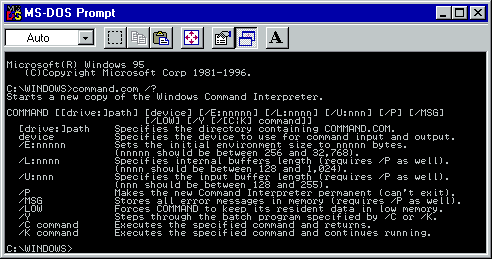 MS-DOS Prompt
Auto
A
Microsoft(R) Windows 95
(C)Copyright Microsoft Corp 1981-1996.
C:\WINDOWS>command.com /?
Starts a new copy of the Windows Command Interpreter.
COMMAND [[drive:]path] [device] [/E:nnnnn] [/L:nnnn] [/U:nnn] [/P] [/MSG]
[/LOW] [/Y [/C|K] command]]
[drive:]path Specifies the directory containing COMMAND.COM.
device Specifies the device to use for command input and output.
/E:nnnnn Sets the initial environment size to nnnnn bytes.
(nnnnn should be between 256 and 32,768).
/L:nnnn Specifies internal buffers length (requires /P as well).
(nnnn should be between 128 and 1,024).
/U:nnn Specifies the input buffer length (requires /P as well).
(nnn should be between 128 and 255).
/P Makes the new Command Interpreter permanent (can't exit).
/MSG Stores all error messages in memory (requires /P as well).
/LOW Forces COMMAND to keep its resident data in low memory.
/Y Steps through the batch program specified by /C or /K.
/C command Executes the specified command and returns.
/K command Executes the specified command and continues running.
C:\WINDOWS>